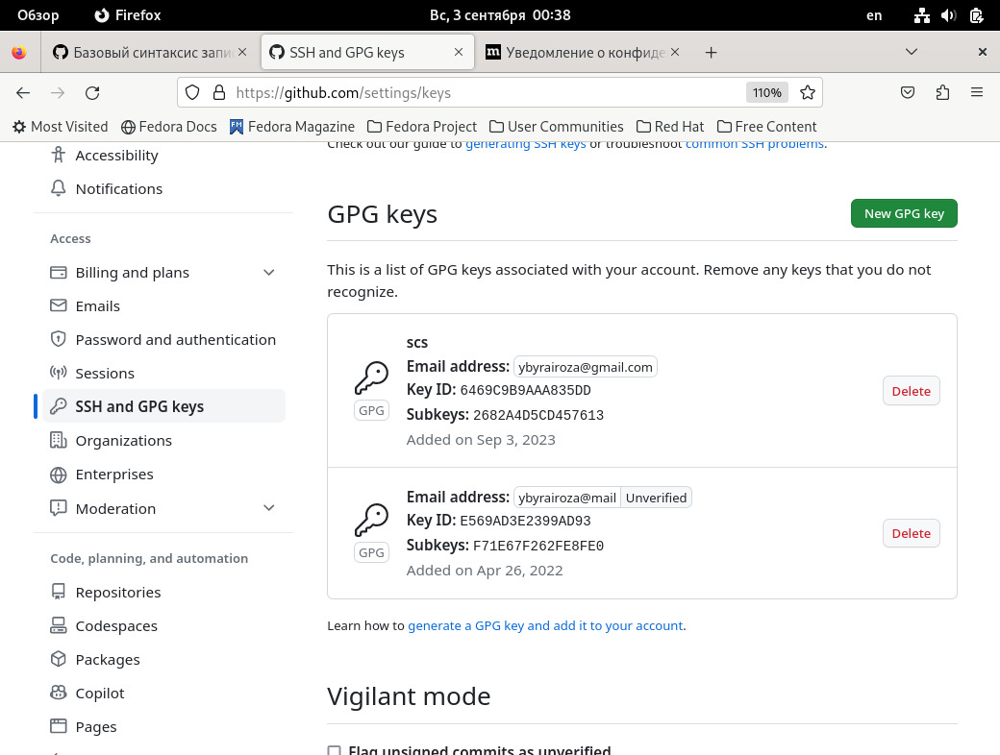 Обзор Firefox Вс, 3 сентября 00:38 en
Базовый синтаксис запи SSH and GPG keys m Уведомление о конфиде
https://github.com/settings/keys 110%
Most Visited Fedora Docs Fedora Magazine Fedora Project User Communities Red Hat Free Content
Accessibility
Notifications
Access
Billing and plans
Emails
Password and authentication
Sessions
SSH and GPG keys
Organizations
Enterprises
Moderation
Code, planning, and automation
Repositories
Codespaces
Packages
Copilot
Pages
Check out our guide to generating SSH keys or troubleshoot common SSH problems.
GPG keys
New GPG key
This is a list of GPG keys associated with your account. Remove any keys that you do not
recognize.
GPG
scs
Email address: ybyrairoza@gmail.com
Key ID: 6469C9B9AAA835DD
Subkeys: 2682A4D5CD457613
Added on Sep 3, 2023
Delete
GPG
Email address: ybyrairoza@mail Unverified
Key ID: E569AD3E2399AD93
Subkeys: F71E67F262FE8FE0
Added on Apr 26, 2022
Delete
Learn how to generate a GPG key and add it to your account.
Vigilant mode
Flag unsigned commits as unverified